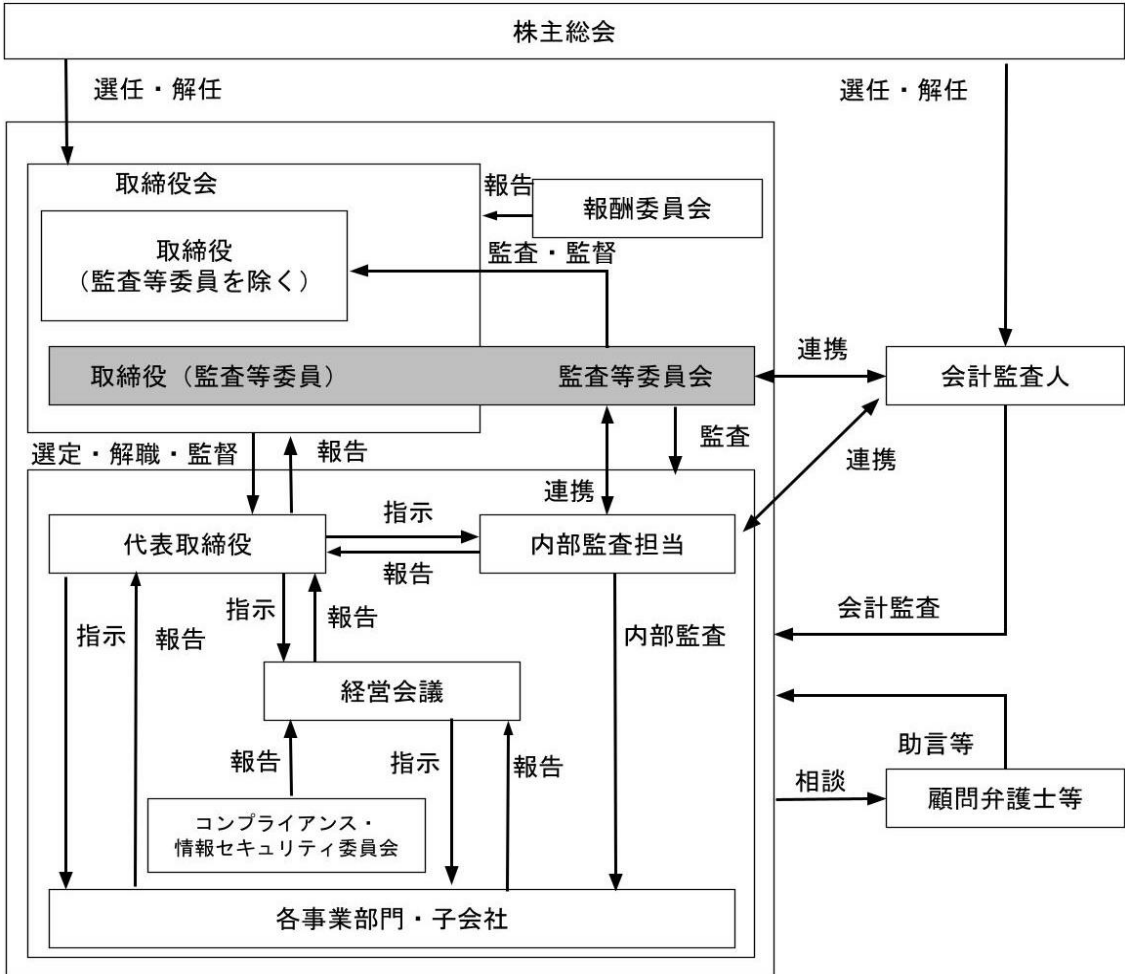 株主総会
選任・解任
選任・解任
取締役会
報告
報酬委員会
取締役
（監査等委員を除く）
監査・監督
取締役（監査等委員）
監査等委員会
連携
会計監査人
選定・解職・監督
報告
監査
連携
連携
代表取締役
指示
報告
内部監査担当
指示
報告
指示
報告
内部監査
会計監査
経営会議
報告
指示
報告
助言等
相談
顧問弁護士等
コンプライアンス・
情報セキュリティ委員会
各事業部門・子会社